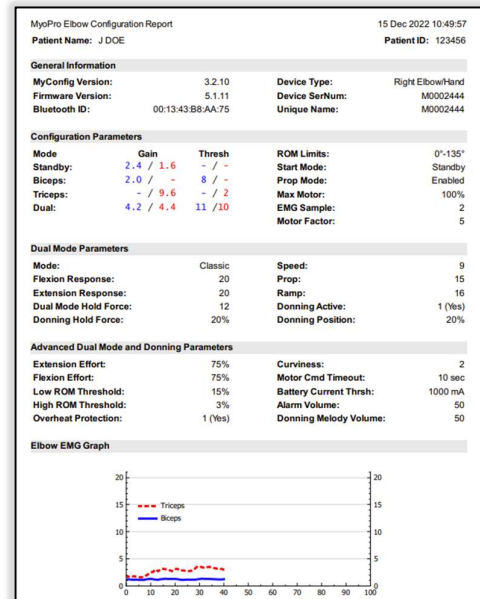 MyoPro Elbow Configuration Report 15 Dec 2022 10:49:57
Patient Name: J DOE Patient ID: 123456
General Information
MyConfig Version: 3.2.10 Device Type: Right Elbow/Hand
Firmware Version: 5.1.11 Device SerNum: M0002444
Bluetooth ID: 00:13:43:B8:AA:75 Unique Name: M0002444
Configuration Parameters
Mode Gain Thresh ROM Limits: 0°-135°
Standby: 2.4 / 1.6 - / - Start Mode: Standby
Biceps: 2.0 / - 8 / - Prop Mode: Enabled
Triceps: - / 9.6 - / 2 Max Motor: 100%
Dual: 4.2 / 4.4 11 /10 EMG Sample: 2
Motor Factor: 5
Dual Mode Parameters
Mode: Classic Speed: 9
Flexion Response: 20 Prop: 15
Extension Response: 20 Ramp: 16
Dual Mode Hold Force: 12 Donning Active: 1 (Yes)
Donning Hold Force: 20% Donning Position: 20%
Advanced Dual Mode and Donning Parameters
Extension Effort: 75% Curviness: 2
Flexion Effort: 75% Motor Cmd Timeout: 10 sec
Low ROM Threshold: 15% Battery Current Thrsh: 1000 mA
High ROM Threshold: 3% Alarm Volume: 50
Overheat Protection: 1 (Yes) Donning Melody Volume: 50
Elbow EMG Graph
20 20
15 Triceps 15
Biceps
10 10
5 5
0 0
0 10 20 30 40 50 60 70 80 90 100